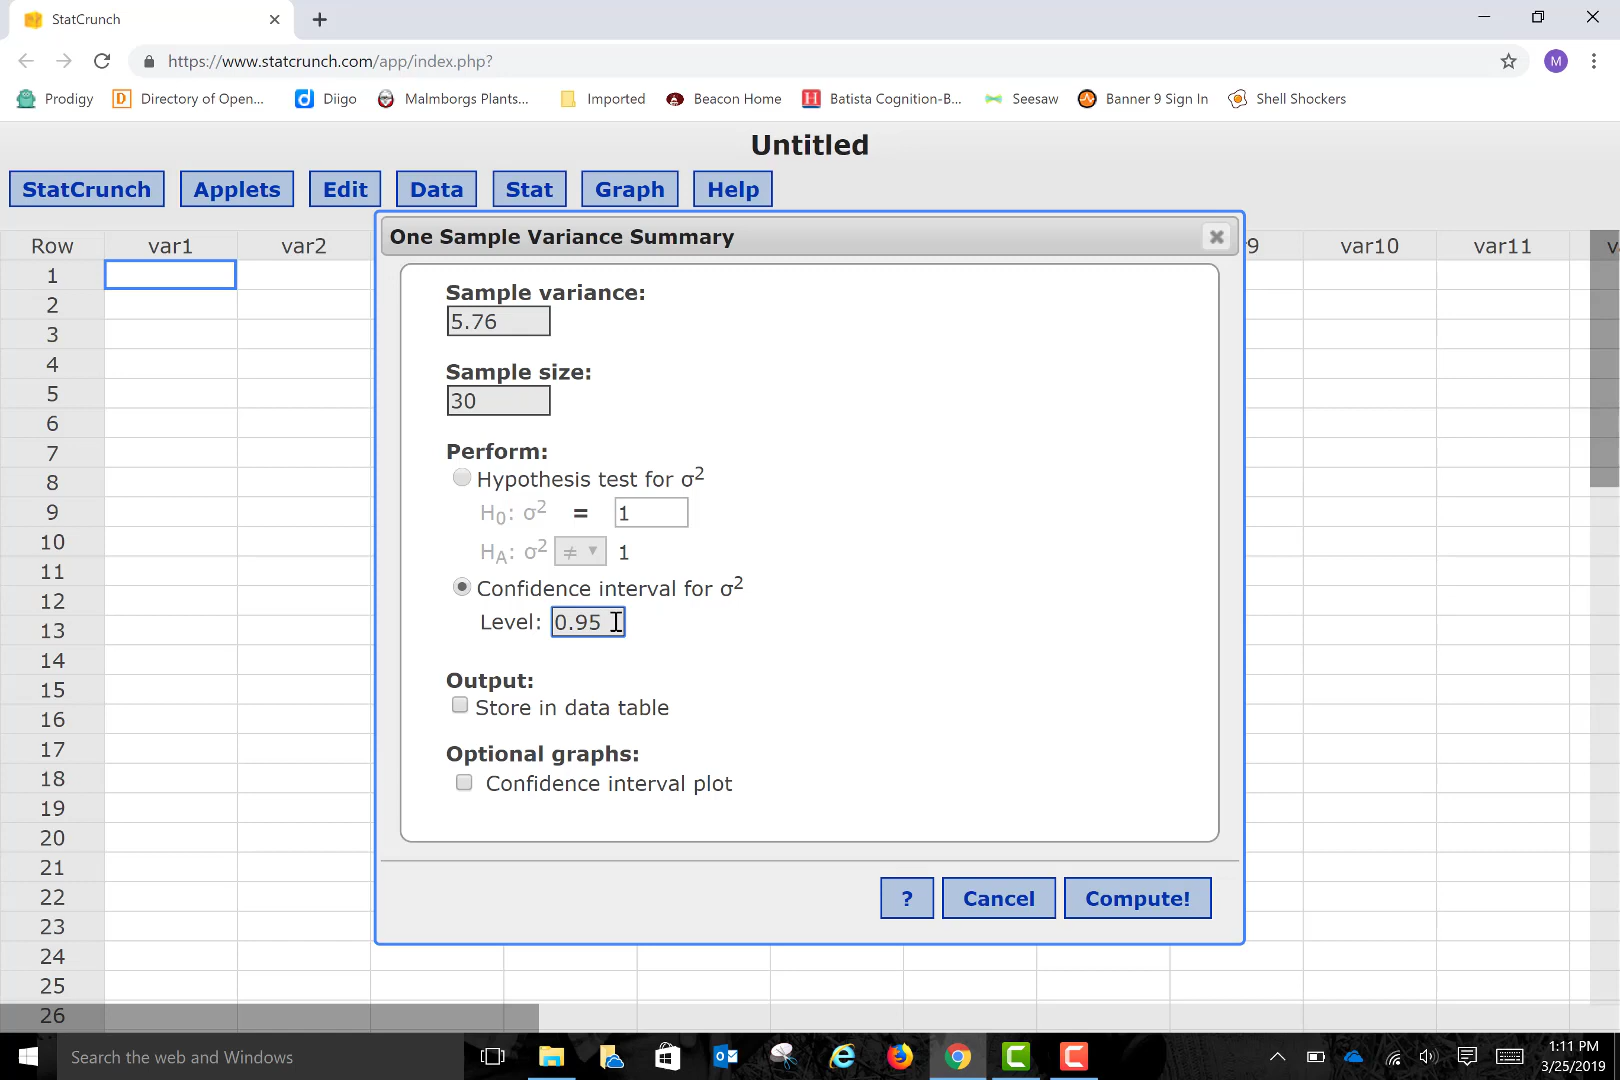 StatCrunch
https://www.statcrunch.com/app/index.php?
M
Prodigy
Directory of Open...
Diigo
Malmborgs Plants...
Imported
Beacon Home
Batista Cognition-B...
Seesaw
Banner 9 Sign In
Shell Shockers
Untitled
StatCrunch
Applets
Edit
Data
Stat
Graph
Help
Row var1 var2 9 var10 var11 v
One Sample Variance Summary
1
2
3
4
5
6
7
8
9
10
11
12
13
14
15
16
17
18
19
20
21
22
23
24
25
26
Sample variance:
5.76
Sample size:
30
Perform:
Hypothesis test for σ²
H₀: σ² = 1
H_A: σ² ≠ 1
Confidence interval for σ²
Level: 0.95
Output:
Store in data table
Optional graphs:
Confidence interval plot
? Cancel Compute!
Search the web and Windows
1:11 PM
3/25/2019